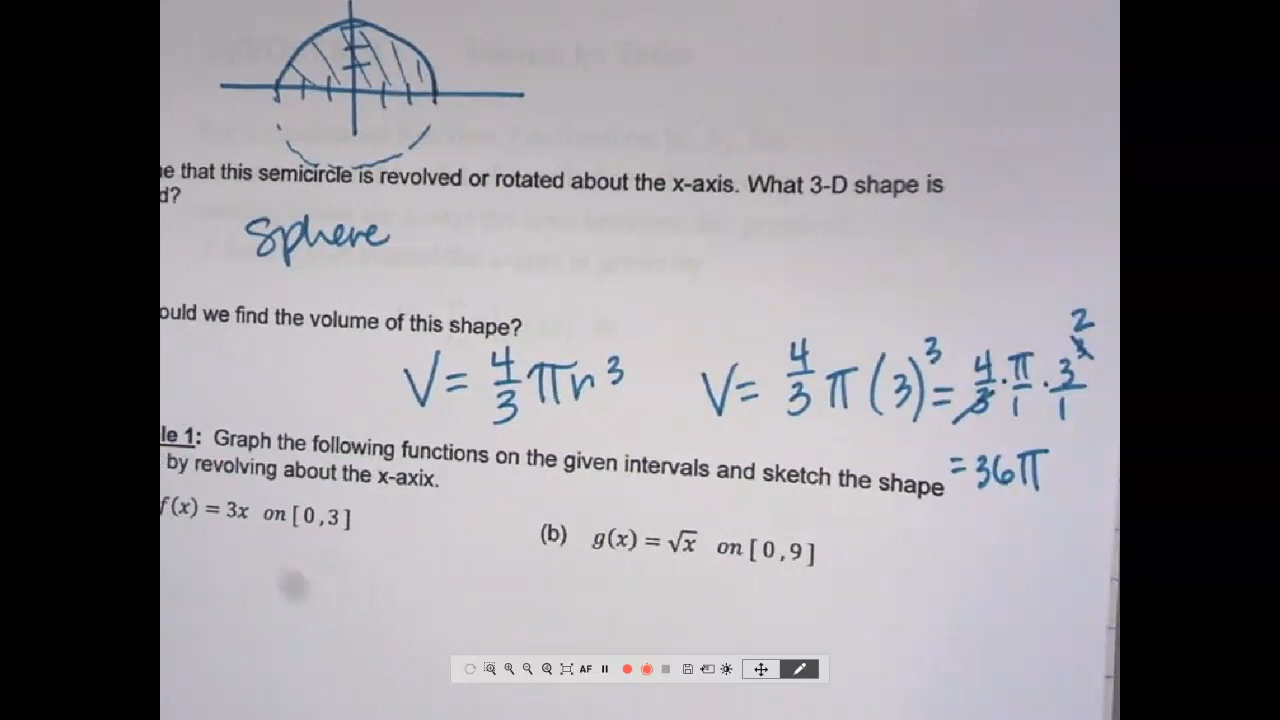 e that this semicircle is revolved or rotated about the x-axis. What 3-D shape is
d?
Sphere
ould we find the volume of this shape?
V = 4/3 πr³
V = 4/3 π(3)³ = 4/3 · π/1 · 3²/1
= 36π
le 1: Graph the following functions on the given intervals and sketch the shape
by revolving about the x-axix.
f(x) = 3x on [0,3]
(b) g(x) = √x on [0,9]
AF